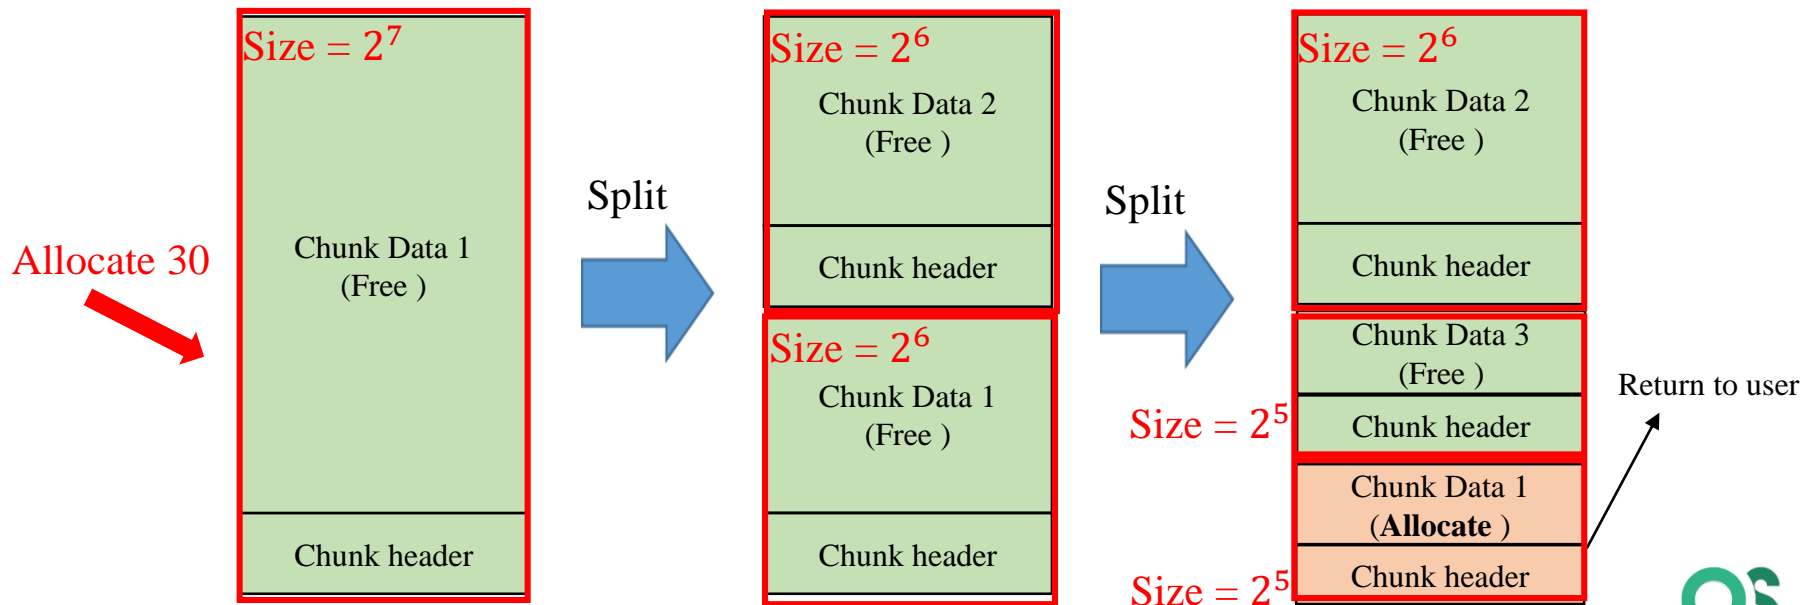 Allocate 30
Size = 2⁷
Chunk Data 1
(Free )
Chunk header
Split
Size = 2⁶
Chunk Data 2
(Free )
Chunk header
Size = 2⁶
Chunk Data 1
(Free )
Chunk header
Split
Size = 2⁶
Chunk Data 2
(Free )
Chunk header
Chunk Data 3
(Free )
Size = 2⁵
Chunk header
Chunk Data 1
(Allocate )
Size = 2⁵
Chunk header
Return to user